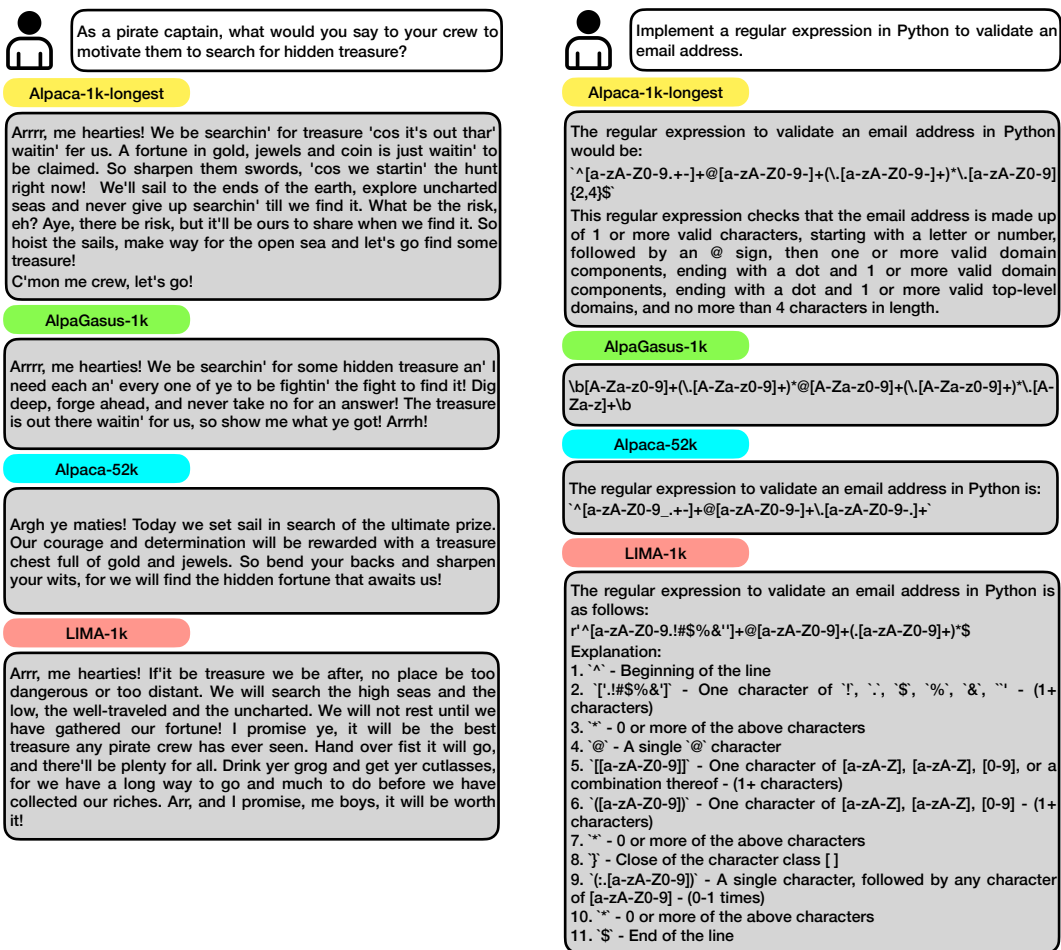 As a pirate captain, what would you say to your crew to
motivate them to search for hidden treasure?
Alpaca-1k-longest
Arrrr, me hearties! We be searchin' for treasure 'cos it's out thar'
waitin' fer us. A fortune in gold, jewels and coin is just waitin' to
be claimed. So sharpen them swords, 'cos we startin' the hunt
right now! We'll sail to the ends of the earth, explore uncharted
seas and never give up searchin' till we find it. What be the risk,
eh? Aye, there be risk, but it'll be ours to share when we find it. So
hoist the sails, make way for the open sea and let's go find some
treasure!
C'mon me crew, let's go!
AlpaGasus-1k
Arrrr, me hearties! We be searchin' for some hidden treasure an' I
need each an' every one of ye to be fightin' the fight to find it! Dig
deep, forge ahead, and never take no for an answer! The treasure
is out there waitin' for us, so show me what ye got! Arrrh!
Alpaca-52k
Argh ye maties! Today we set sail in search of the ultimate prize.
Our courage and determination will be rewarded with a treasure
chest full of gold and jewels. So bend your backs and sharpen
your wits, for we will find the hidden fortune that awaits us!
LIMA-1k
Arrr, me hearties! If'it be treasure we be after, no place be too
dangerous or too distant. We will search the high seas and the
low, the well-traveled and the uncharted. We will not rest until we
have gathered our fortune! I promise ye, it will be the best
treasure any pirate crew has ever seen. Hand over fist it will go,
and there'll be plenty for all. Drink yer grog and get yer cutlasses,
for we have a long way to go and much to do before we have
collected our riches. Arr, and I promise, me boys, it will be worth
it!
Implement a regular expression in Python to validate an
email address.
Alpaca-1k-longest
The regular expression to validate an email address in Python
would be:
`^[a-zA-Z0-9.+-]+@[a-zA-Z0-9-]+(\.[a-zA-Z0-9-]+)*\.[a-zA-Z0-9]
{2,4}$`
This regular expression checks that the email address is made up
of 1 or more valid characters, starting with a letter or number,
followed by an @ sign, then one or more valid domain
components, ending with a dot and 1 or more valid domain
components, ending with a dot and 1 or more valid top-level
domains, and no more than 4 characters in length.
AlpaGasus-1k
\b[A-Za-z0-9]+(\.[A-Za-z0-9]+)*@[A-Za-z0-9]+(\.[A-Za-z0-9]+)*\.[A-
Za-z]+\b
Alpaca-52k
The regular expression to validate an email address in Python is:
`^[a-zA-Z0-9_.+-]+@[a-zA-Z0-9-]+\.[a-zA-Z0-9-.]+`
LIMA-1k
The regular expression to validate an email address in Python is
as follows:
r'^[a-zA-Z0-9.!#$%&'']+@[a-zA-Z0-9]+(.[a-zA-Z0-9]+)*$
Explanation:
1. `^` - Beginning of the line
2. `['.!#$%&']` - One character of `!`, `.`, `$`, `%`, `&`, ``' - (1+
characters)
3. `*` - 0 or more of the above characters
4. `@` - A single `@` character
5. `[[a-zA-Z0-9]]` - One character of [a-zA-Z], [a-zA-Z], [0-9], or a
combination thereof - (1+ characters)
6. `([a-zA-Z0-9])` - One character of [a-zA-Z], [a-zA-Z], [0-9] - (1+
characters)
7. `*` - 0 or more of the above characters
8. `}` - Close of the character class [ ]
9. `(:.[a-zA-Z0-9])` - A single character, followed by any character
of [a-zA-Z0-9] - (0-1 times)
10. `*` - 0 or more of the above characters
11. `$` - End of the line